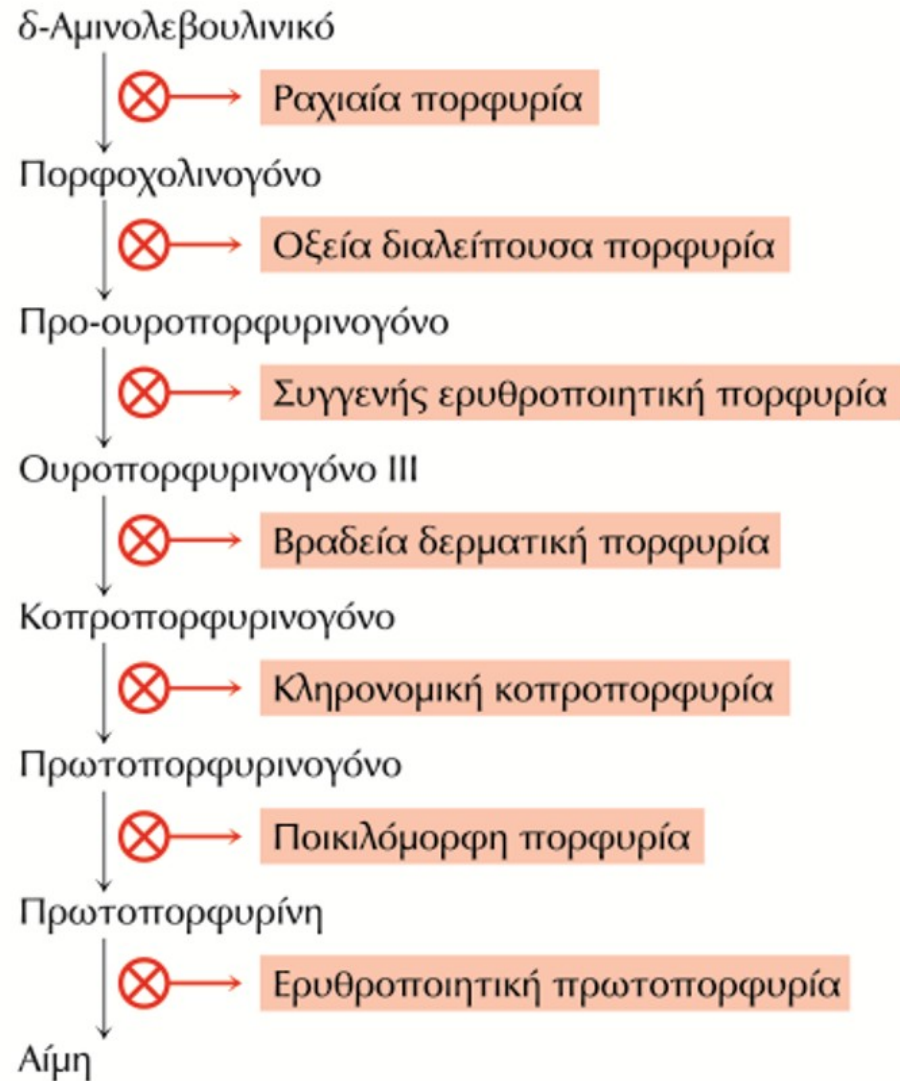 δ-Αμινολεβουλινικό
Ραχιαία πορφυρία
Πορφοχολινογόνο
Οξεία διαλείπουσα πορφυρία
Προ-ουροπορφυρινογόνο
Συγγενής ερυθροποιητική πορφυρία
Ουροπορφυρινογόνο III
Βραδεία δερματική πορφυρία
Κοπροπορφυρινογόνο
Κληρονομική κοπροπορφυρία
Πρωτοπορφυρινογόνο
Ποικιλόμορφη πορφυρία
Πρωτοπορφυρίνη
Ερυθροποιητική πρωτοπορφυρία
Αίμη